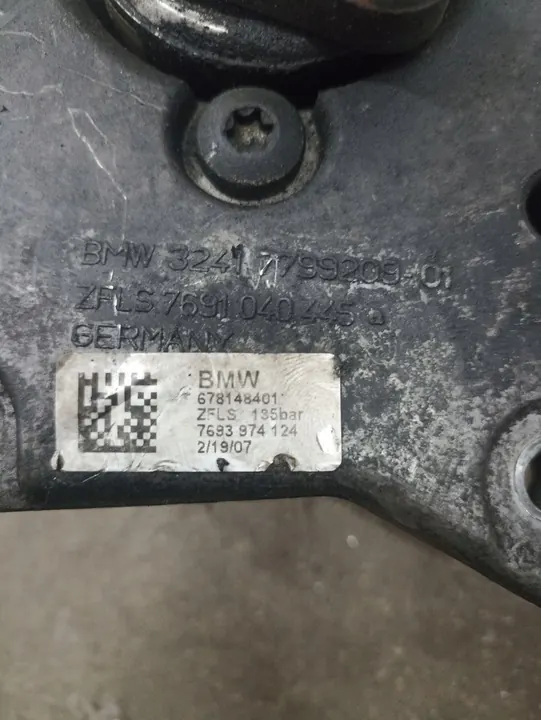 BMW 3241 7799209-01
ZFLS 7691 040 445 a
GERMANY
BMW
678148401
ZFLS 135bar
7693 974 124
2/19/07